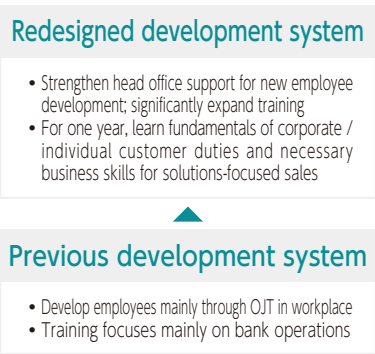 Redesigned development system
• Strengthen head office support for new employee
development; significantly expand training
• For one year, learn fundamentals of corporate /
individual customer duties and necessary
business skills for solutions-focused sales
Previous development system
• Develop employees mainly through OJT in workplace
• Training focuses mainly on bank operations